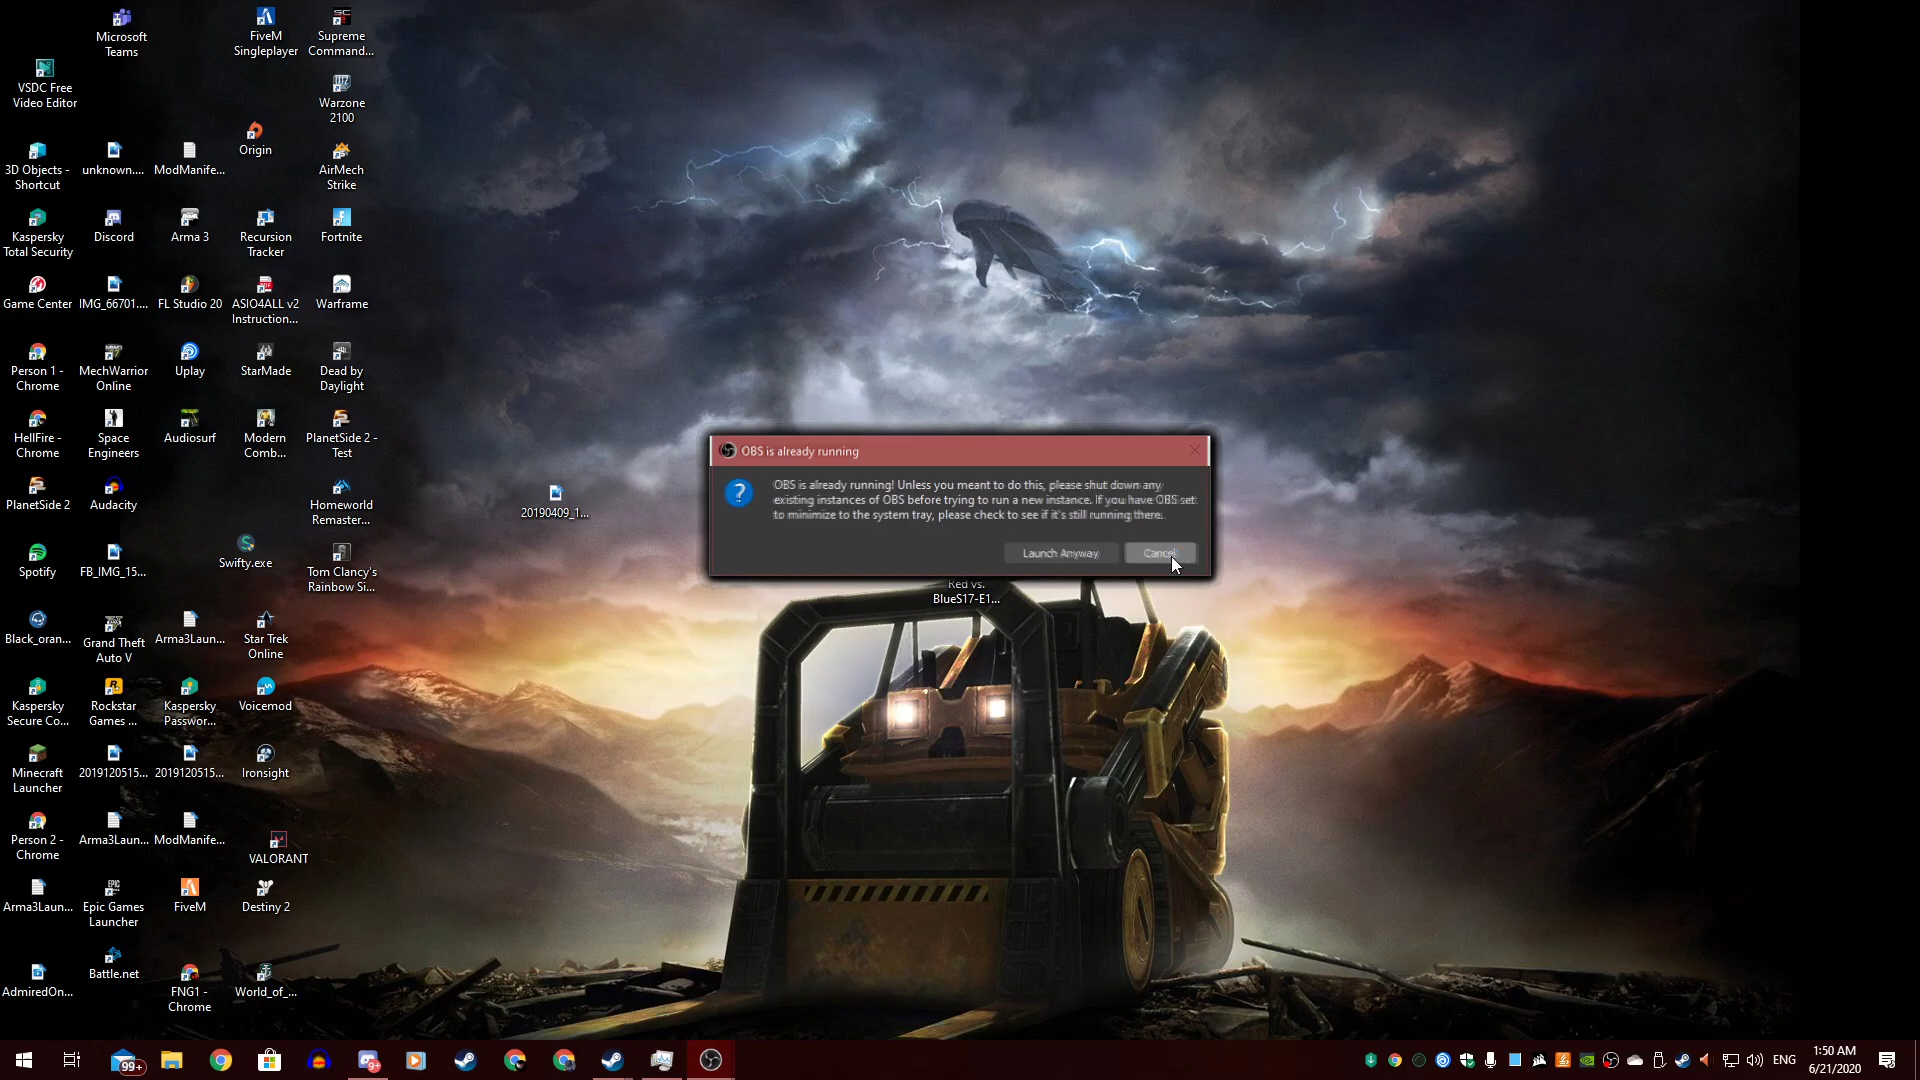 Microsoft
Teams
FiveM
Singleplayer
Supreme
Command...
VSDC Free
Video Editor
Warzone
2100
Origin
3D Objects -
Shortcut
unknown....
ModManife...
AirMech
Strike
Kaspersky
Total Security
Discord
Arma 3
Recursion
Tracker
Fortnite
Game Center
IMG_66701....
FL Studio 20
ASIO4ALL v2
Instruction...
Warframe
Person 1 -
Chrome
MechWarrior
Online
Uplay
StarMade
Dead by
Daylight
HellFire -
Chrome
Space
Engineers
Audiosurf
Modern
Comb...
PlanetSide 2 -
Test
PlanetSide 2
Audacity
Homeworld
Remaster...
20190409_1...
Spotify
FB_IMG_15...
Swifty.exe
Tom Clancy's
Rainbow Si...
Black_oran...
Grand Theft
Auto V
Arma3Laun...
Star Trek
Online
Kaspersky
Secure Co...
Rockstar
Games ...
Kaspersky
Passwor...
Voicemod
Minecraft
Launcher
2019120515...
2019120515...
Ironsight
Person 2 -
Chrome
Arma3Laun...
ModManife...
VALORANT
Arma3Laun...
Epic Games
Launcher
FiveM
Destiny 2
AdmiredOn...
Battle.net
FNG1 -
Chrome
World_of_...
OBS is already running
OBS is already running! Unless you meant to do this, please shut down any
existing instances of OBS before trying to run a new instance. If you have OBS set
to minimize to the system tray, please check to see if it's still running there.
Launch Anyway
Cancel
Red vs.
BlueS17-E1...
99+
9+
ENG
1:50 AM
6/21/2020